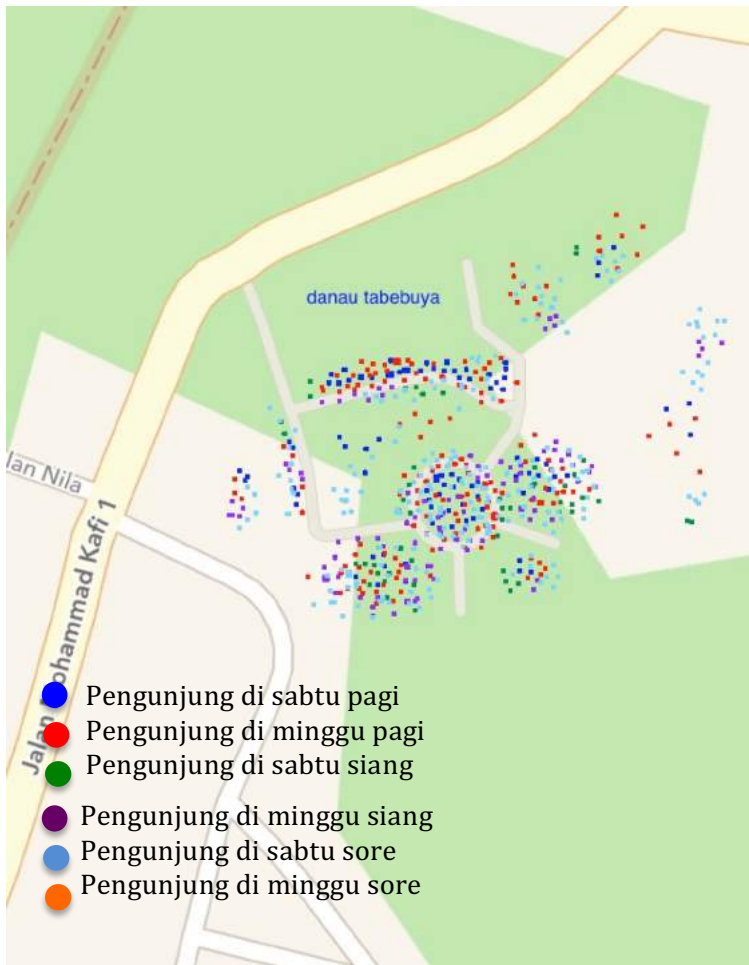 danau tabebuya
lan Nila
Jalan Mohammad Kafi 1
Pengunjung di sabtu pagi
Pengunjung di minggu pagi
Pengunjung di sabtu siang
Pengunjung di minggu siang
Pengunjung di sabtu sore
Pengunjung di minggu sore